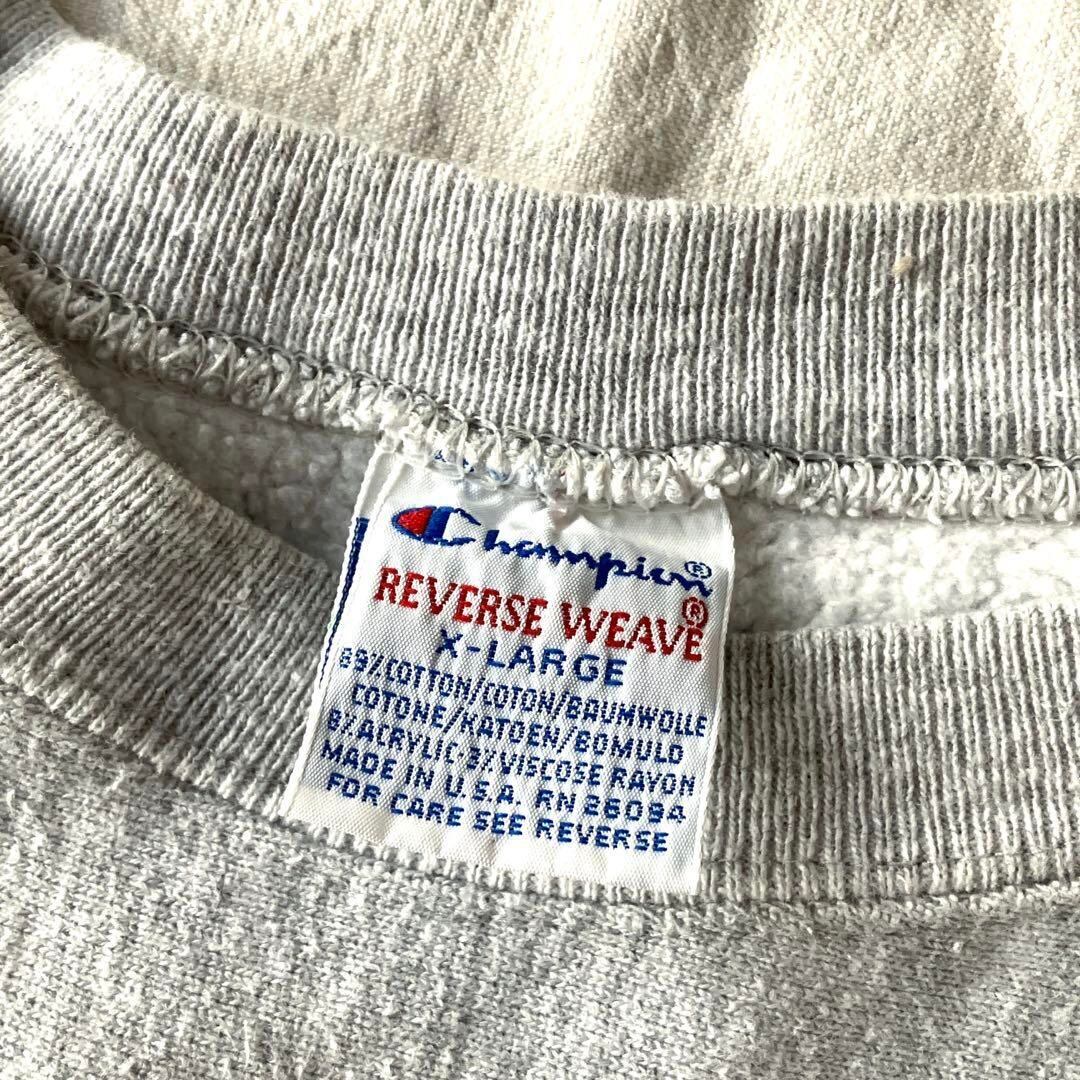 Champion®
REVERSE WEAVE®
X-LARGE
89%COTTON/COTON/BAUMWOLLE
COTONE/KATOEN/BOMULD
8%ACRYLIC-3%VISCOSE RAYON
MADE IN U.S.A. RN 26094
FOR CARE SEE REVERSE